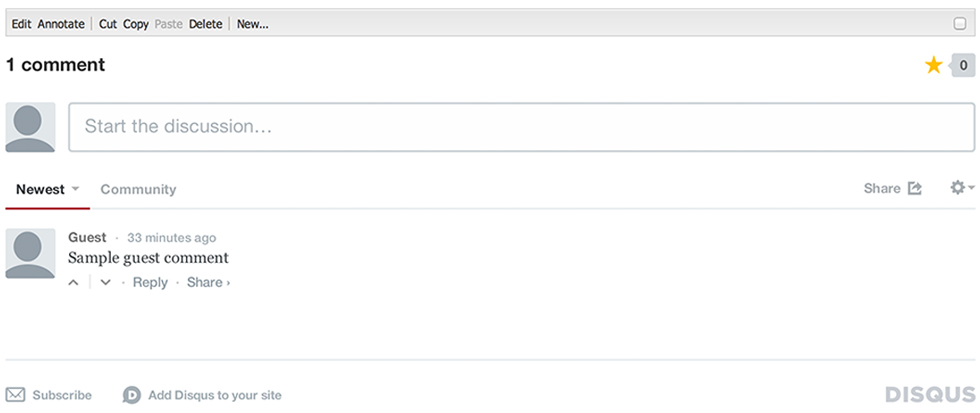 Edit Annotate Cut Copy Paste Delete New...
1 comment 0
Start the discussion...
Newest Community Share
Guest · 33 minutes ago
Sample guest comment
· Reply · Share ›
Subscribe D Add Disqus to your site DISQUS